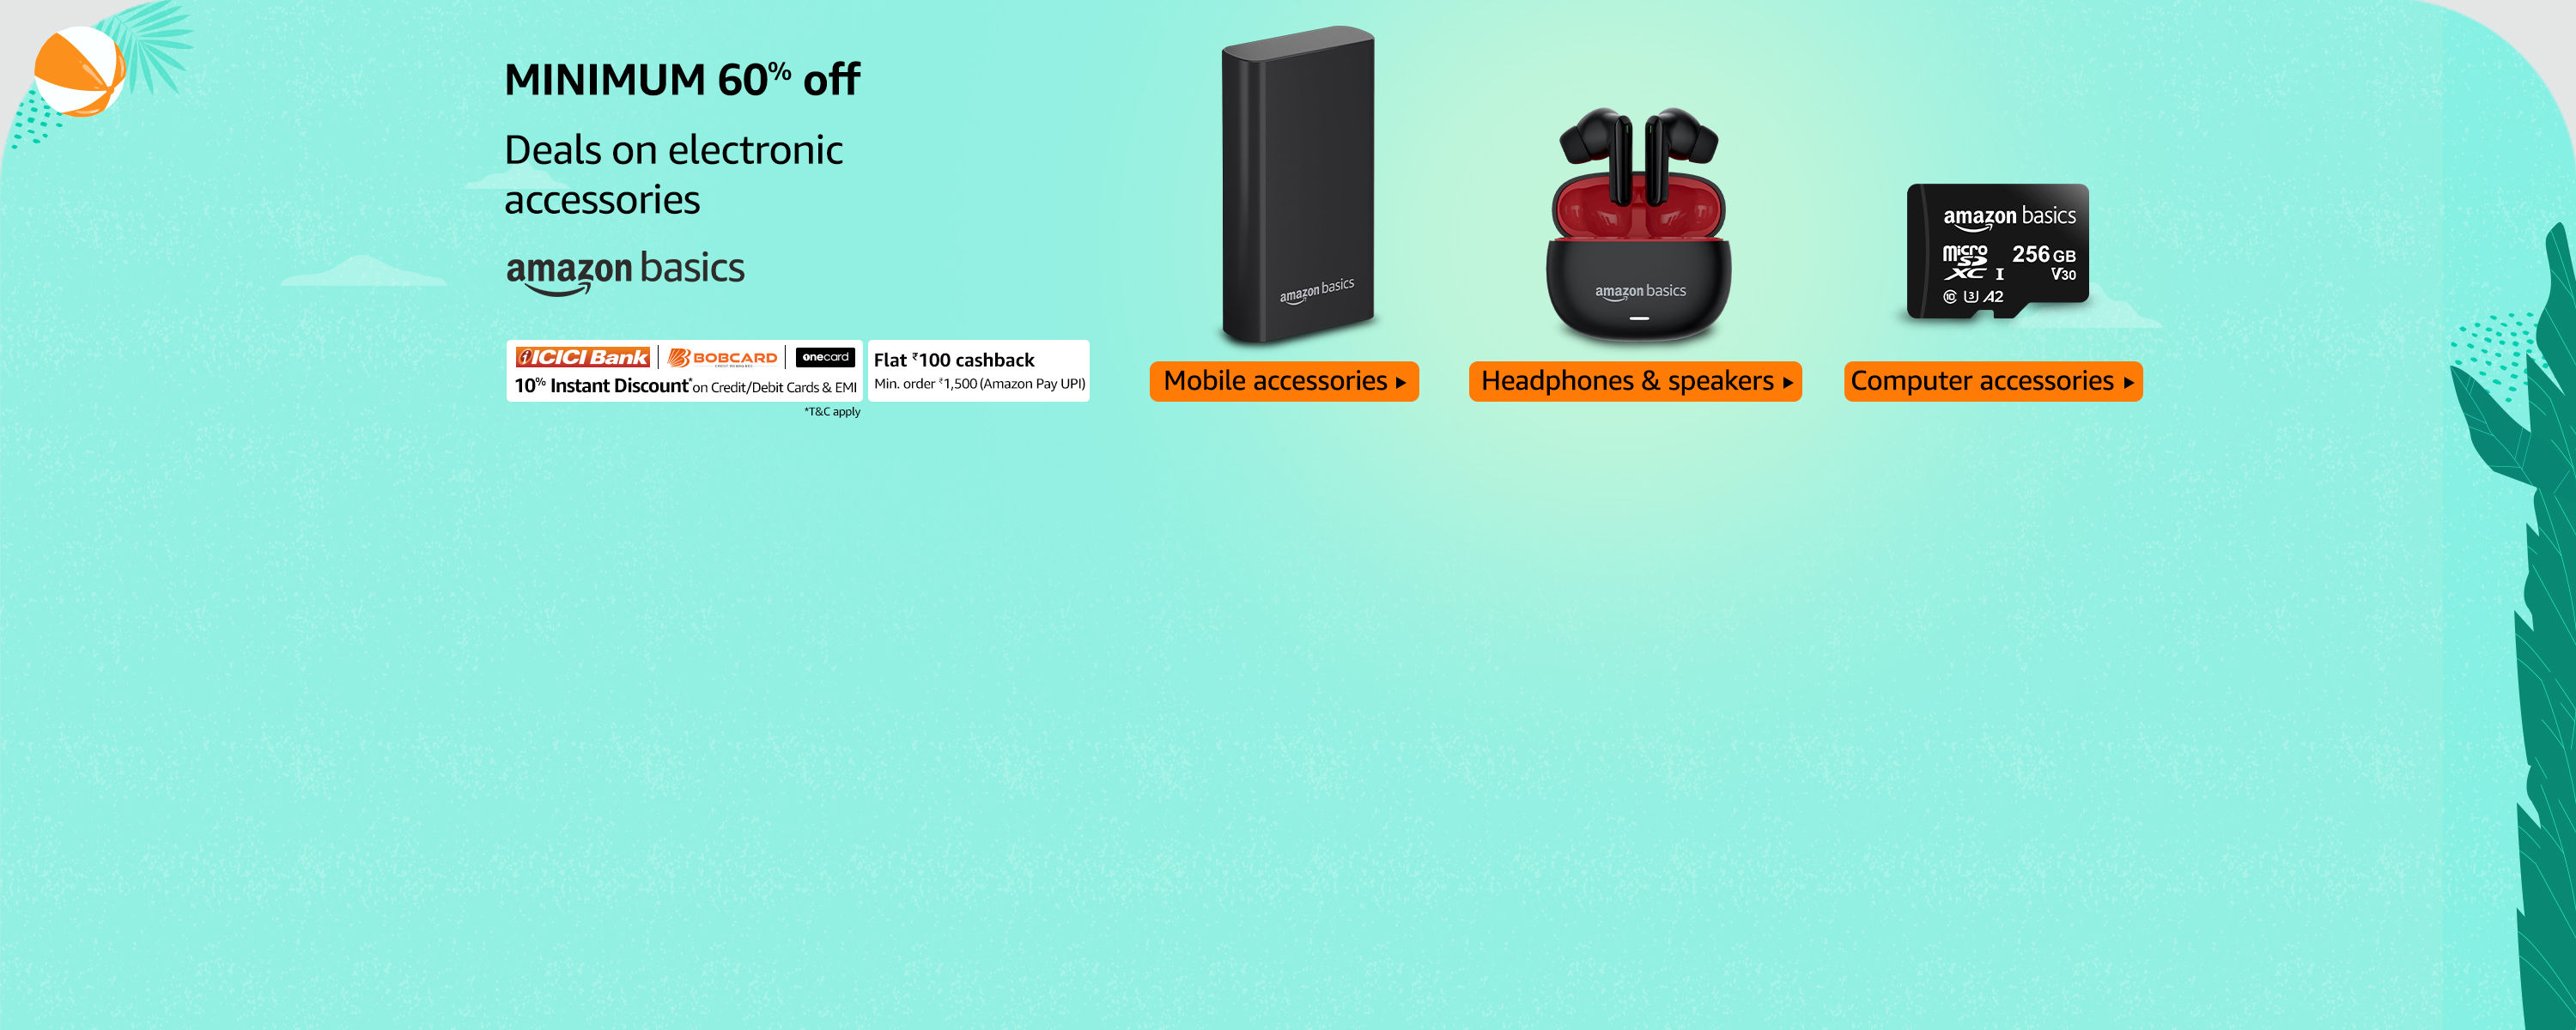 MINIMUM 60% off
Deals on electronic
accessories
amazon basics
ICICI Bank | BOBCARD | onecard
10% Instant Discount* on Credit/Debit Cards & EMI
*T&C apply
Flat ₹100 cashback
Min. order ₹1,500 (Amazon Pay UPI)
amazon basics
Mobile accessories
amazon basics
Headphones & speakers
amazon basics
micro SD XC I 256 GB
V30
10 U3 A2
Computer accessories